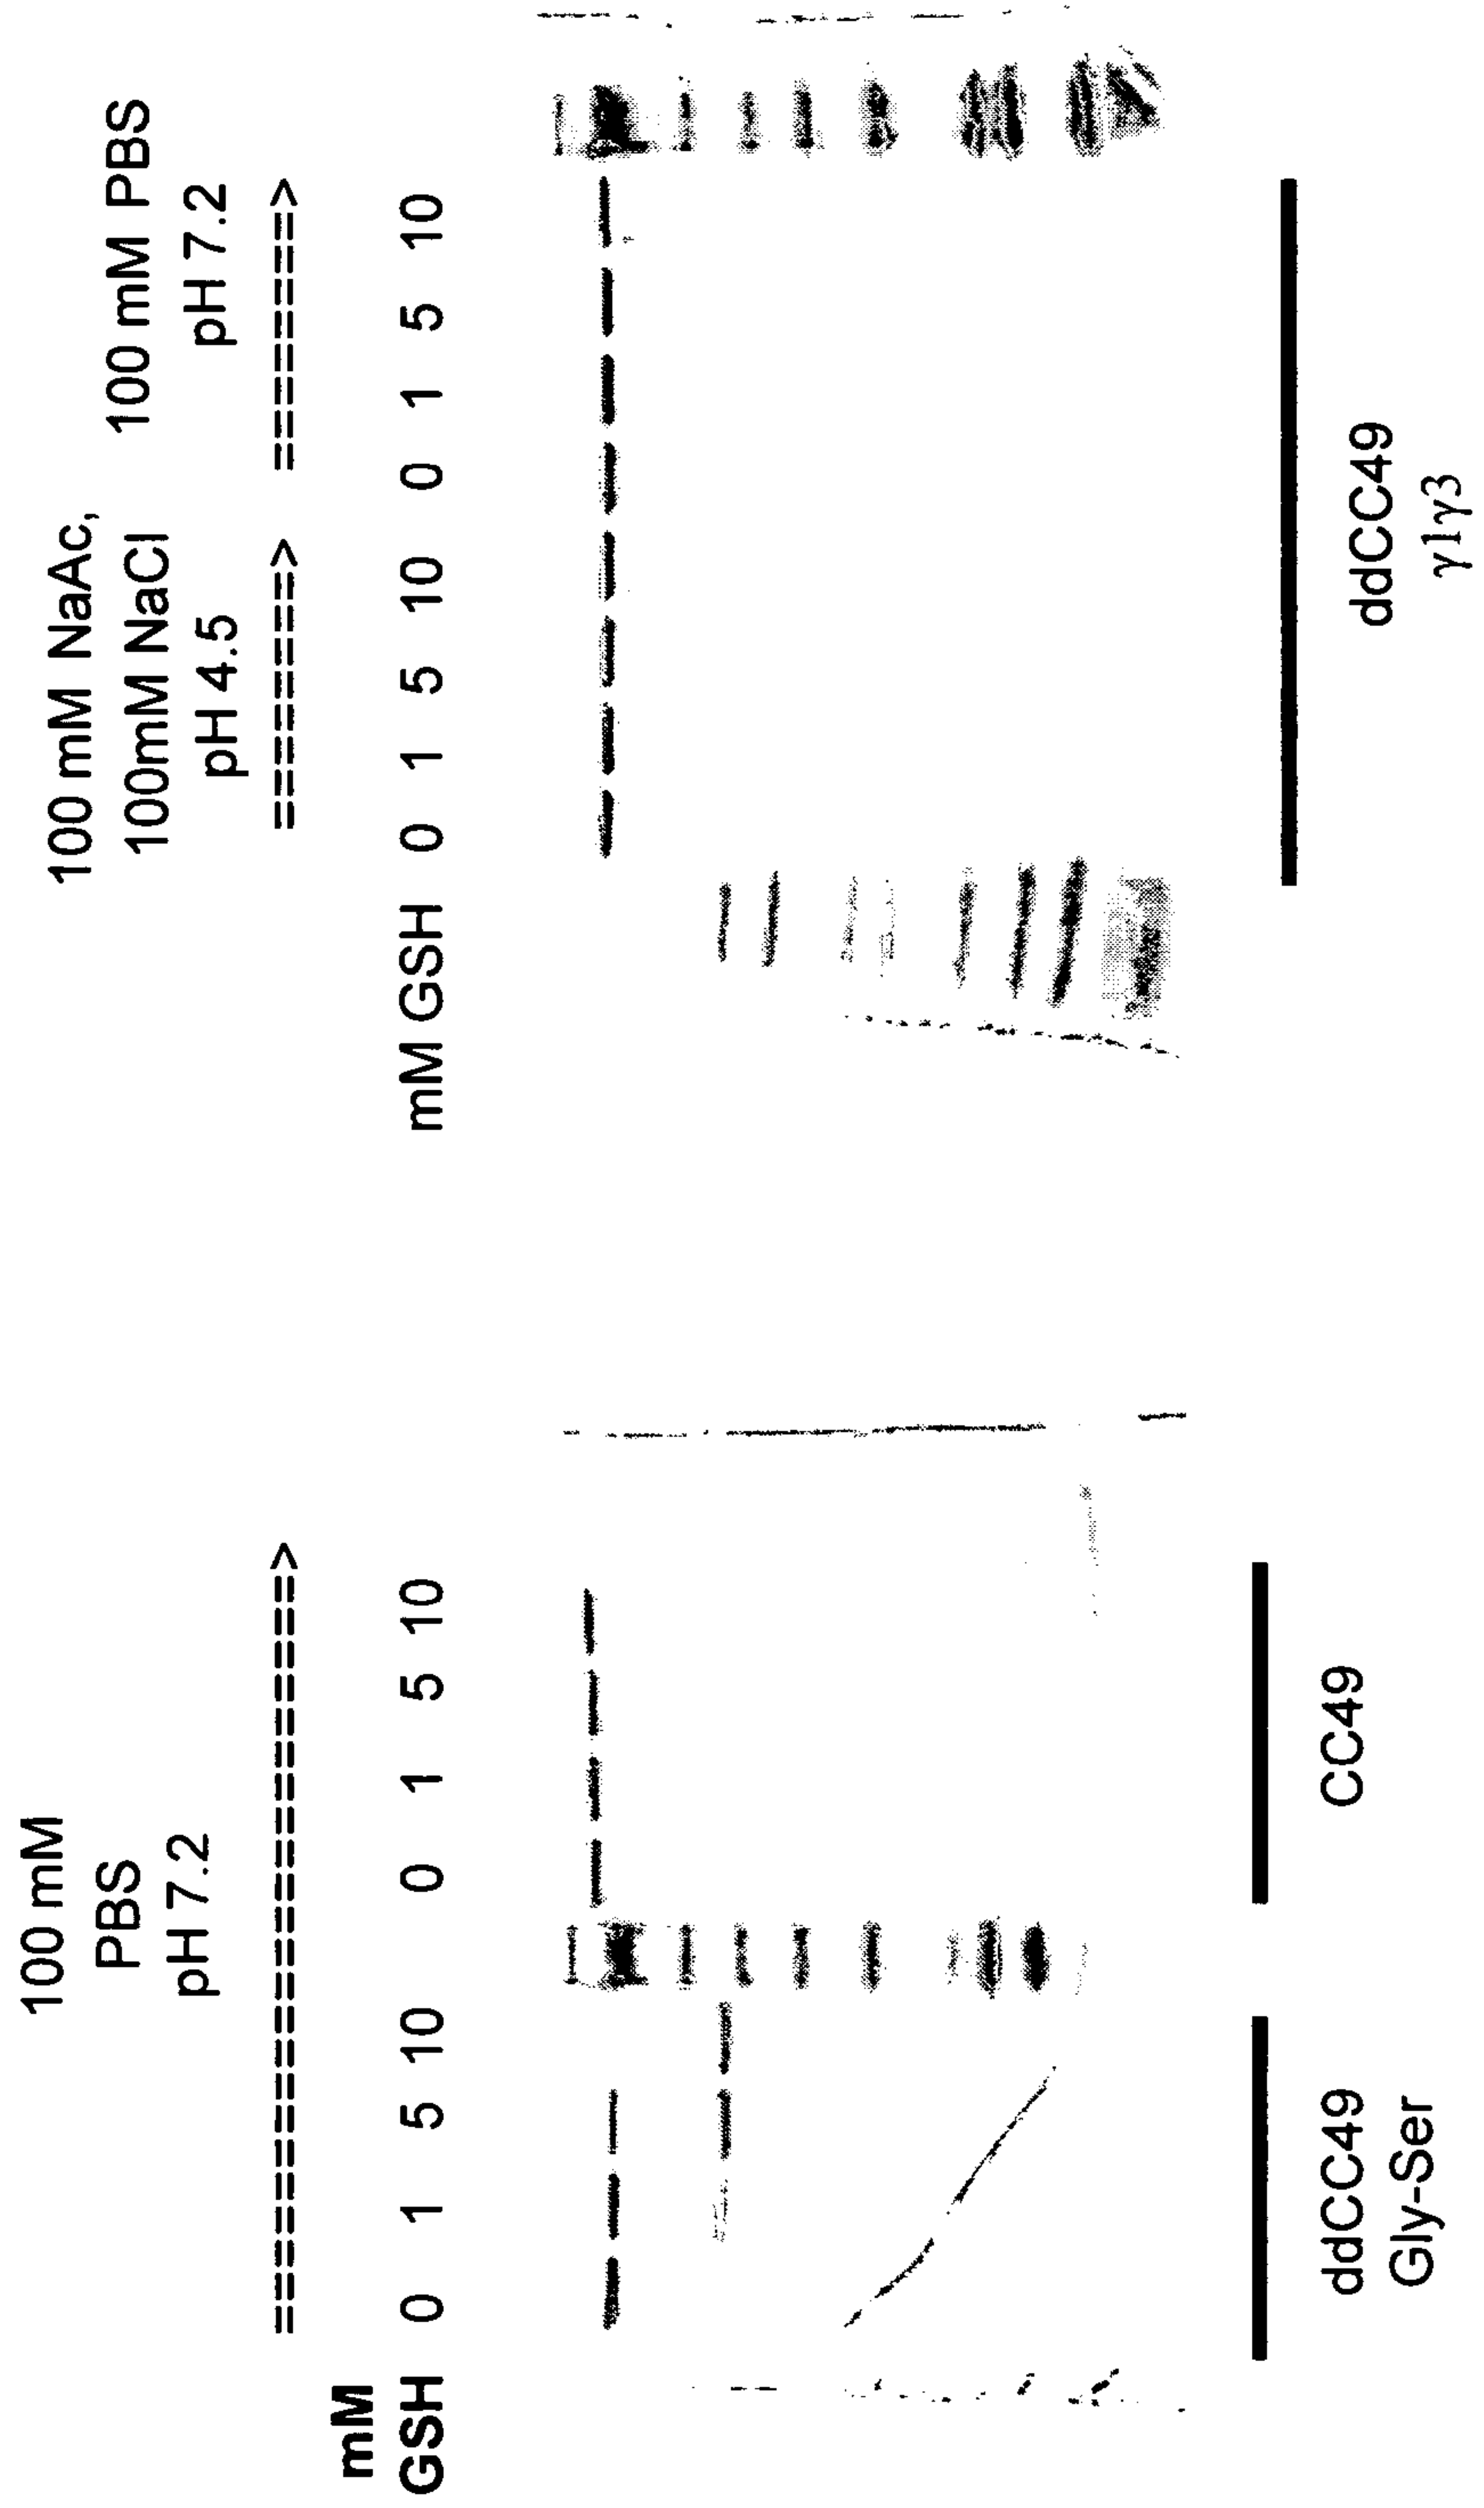 100 mM
PBS
pH 7.2
==========================>
mM
GSH 0 1 5 10 0 1 5 10
ddCC49
Gly-Ser
CC49
100 mM NaAc,
100mM NaCl
pH 4.5
=========>
100 mM PBS
pH 7.2
=========>
mM GSH 0 1 5 10 0 1 5 10
ddCC49
γ1γ3